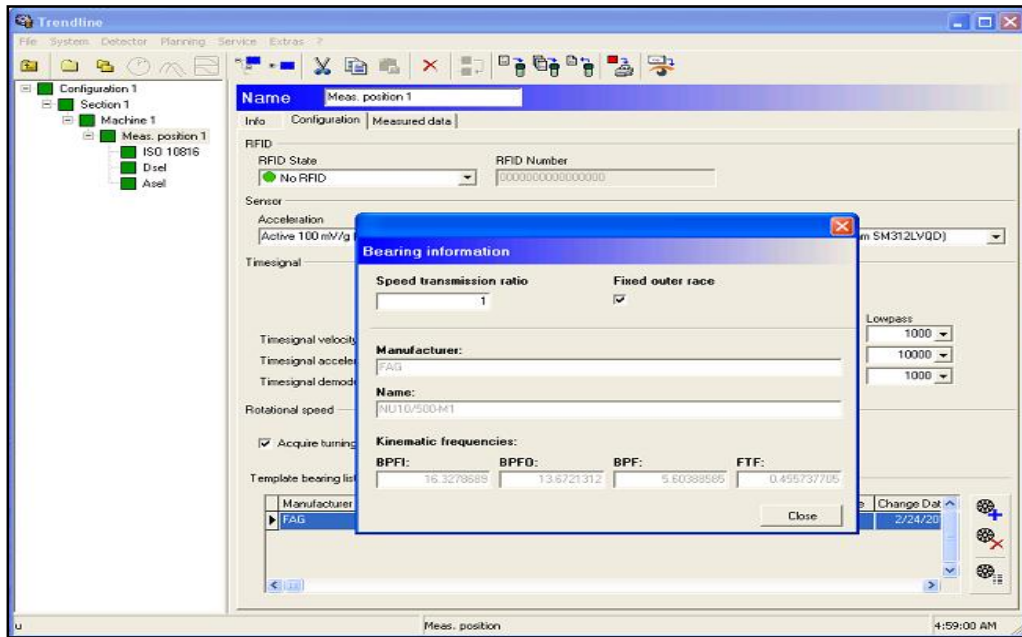 Trendline
File System Detector Planning Service Extras ?
Configuration 1
Section 1
Machine 1
Meas. position 1
ISO 10816
Dsel
Asel
Name Meas. position 1
Info Configuration Measured data
RFID
RFID State RFID Number
No RFID 0000000000000000
Sensor
Acceleration
Active 100 mV/g m SM312LVQD)
Timesignal
Lowpass
Timesignal velocity 1000
Timesignal acceler 10000
Timesignal demod 1000
Rotational speed
Acquire turning
Template bearing list
Manufacturer e Change Dat
FAG 2/24/20
Bearing information
Speed transmission ratio Fixed outer race
1
Manufacturer:
FAG
Name:
NU10/500-M1
Kinematic frequencies:
BPFI: BPFO: BPF: FTF:
16.3278689 13.6721312 5.60388585 0.455737705
Close
u Meas. position 4:59:00 AM